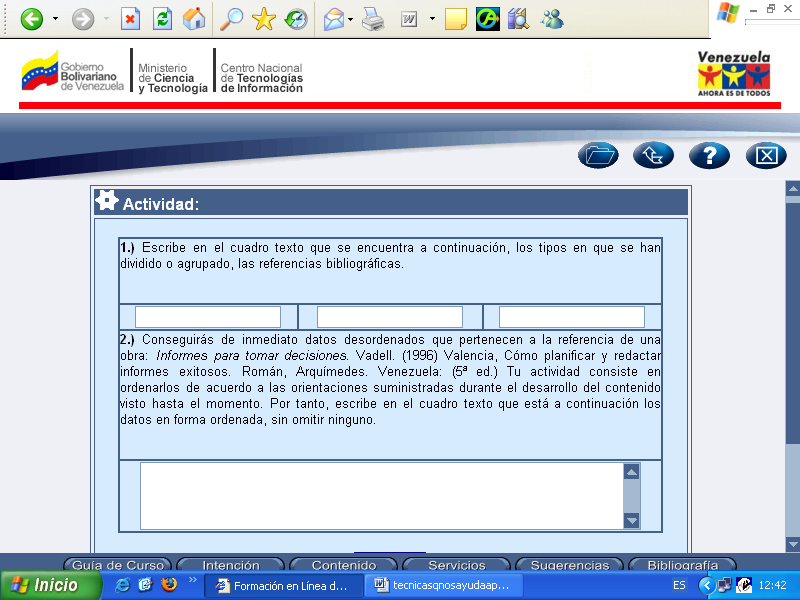 Gobierno
Bolivariano
de Venezuela
Ministerio
de Ciencia
y Tecnología
Centro Nacional
de Tecnologías
de Información
Venezuela
AHORA ES DE TODOS
Actividad:
1.) Escribe en el cuadro texto que se encuentra a continuación, los tipos en que se han
dividido o agrupado, las referencias bibliográficas.
2.) Conseguirás de inmediato datos desordenados que pertenecen a la referencia de una
obra: Informes para tomar decisiones. Vadell. (1996) Valencia, Cómo planificar y redactar
informes exitosos. Román, Arquímedes. Venezuela: (5ª ed.) Tu actividad consiste en
ordenarlos de acuerdo a las orientaciones suministradas durante el desarrollo del contenido
visto hasta el momento. Por tanto, escribe en el cuadro texto que está a continuación los
datos en forma ordenada, sin omitir ninguno.
Guía de Curso Intención Contenido Servicios Sugerencias Bibliografía
Inicio Formación en Línea d... tecnicasqnosayudaap... ES 12:42